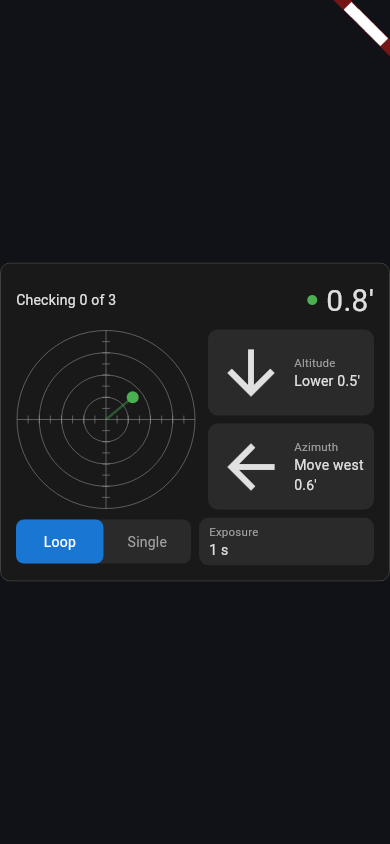 Checking 0 of 3
0.8'
Altitude
Lower 0.5'
Azimuth
Move west
0.6'
Loop
Single
Exposure
1 s